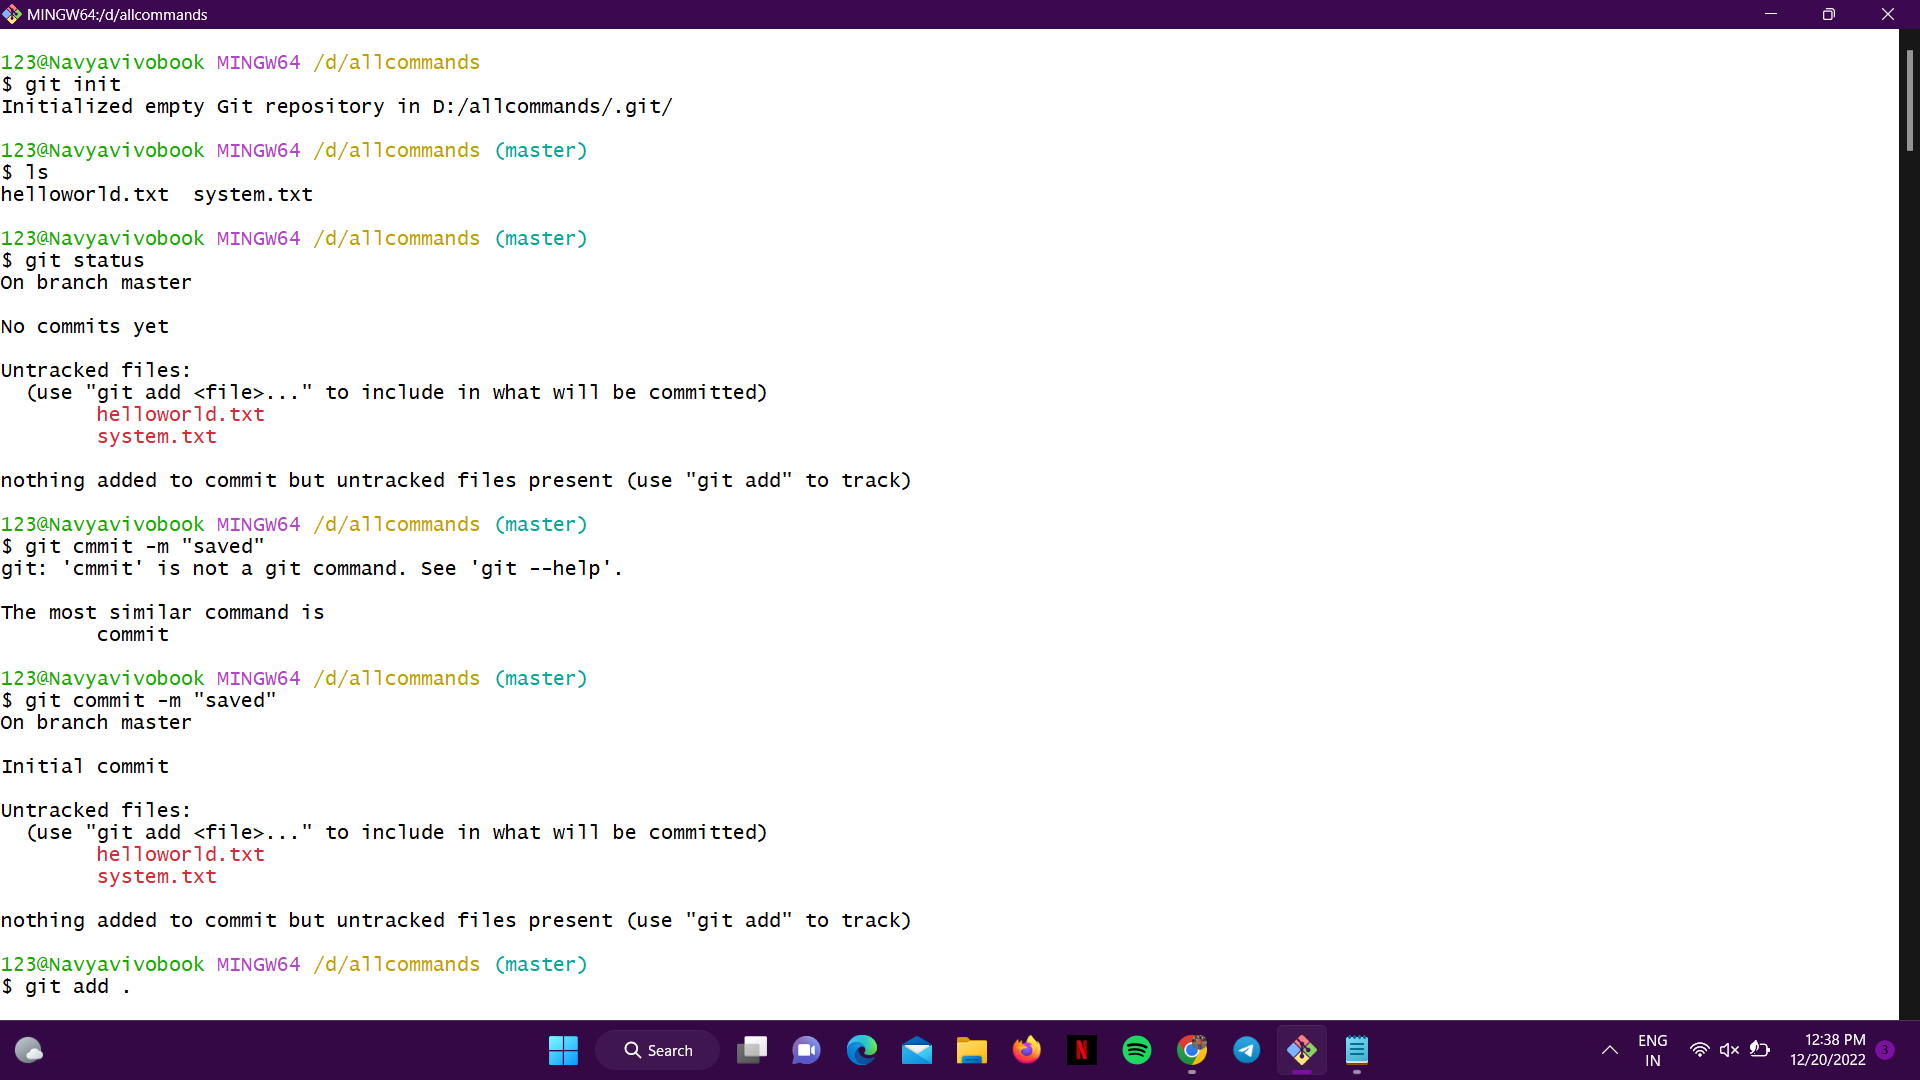 MINGW64:/d/allcommands
123@Navyavivobook MINGW64 /d/allcommands
$ git init
Initialized empty Git repository in D:/allcommands/.git/
123@Navyavivobook MINGW64 /d/allcommands (master)
$ ls
helloworld.txt  system.txt
123@Navyavivobook MINGW64 /d/allcommands (master)
$ git status
On branch master
No commits yet
Untracked files:
  (use "git add <file>..." to include in what will be committed)
        helloworld.txt
        system.txt
nothing added to commit but untracked files present (use "git add" to track)
123@Navyavivobook MINGW64 /d/allcommands (master)
$ git cmmit -m "saved"
git: 'cmmit' is not a git command. See 'git --help'.
The most similar command is
        commit
123@Navyavivobook MINGW64 /d/allcommands (master)
$ git commit -m "saved"
On branch master
Initial commit
Untracked files:
  (use "git add <file>..." to include in what will be committed)
        helloworld.txt
        system.txt
nothing added to commit but untracked files present (use "git add" to track)
123@Navyavivobook MINGW64 /d/allcommands (master)
$ git add .
Search
N
ENG
IN
12:38 PM
12/20/2022
3